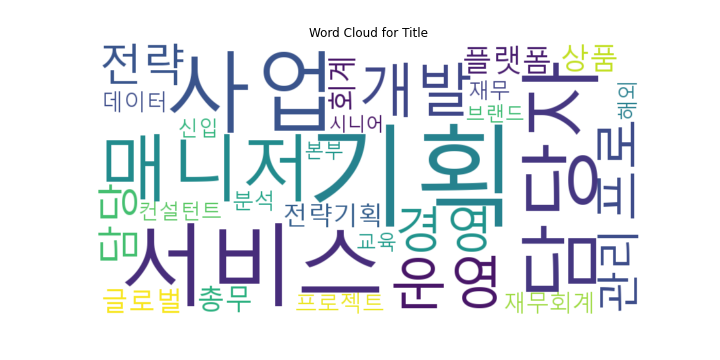 Word Cloud for Title
전략
사업
회계
개발
플랫폼
상품
데이터
신입
시니어
재무
브랜드
해외
매니저
본부
기획
담당자
프로
담당
컨설턴트
분석
전략기획
경영
교육
서비스
운영
관리
글로벌
총무
프로젝트
재무회계